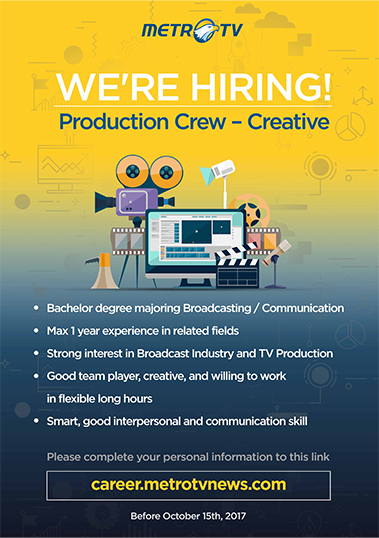 METRO TV
WE'RE HIRING!
Production Crew – Creative
• Bachelor degree majoring Broadcasting / Communication
• Max 1 year experience in related fields
• Strong interest in Broadcast Industry and TV Production
• Good team player, creative, and willing to work
in flexible long hours
• Smart, good interpersonal and communication skill
Please complete your personal information to this link
career.metrotvnews.com
Before October 15th, 2017